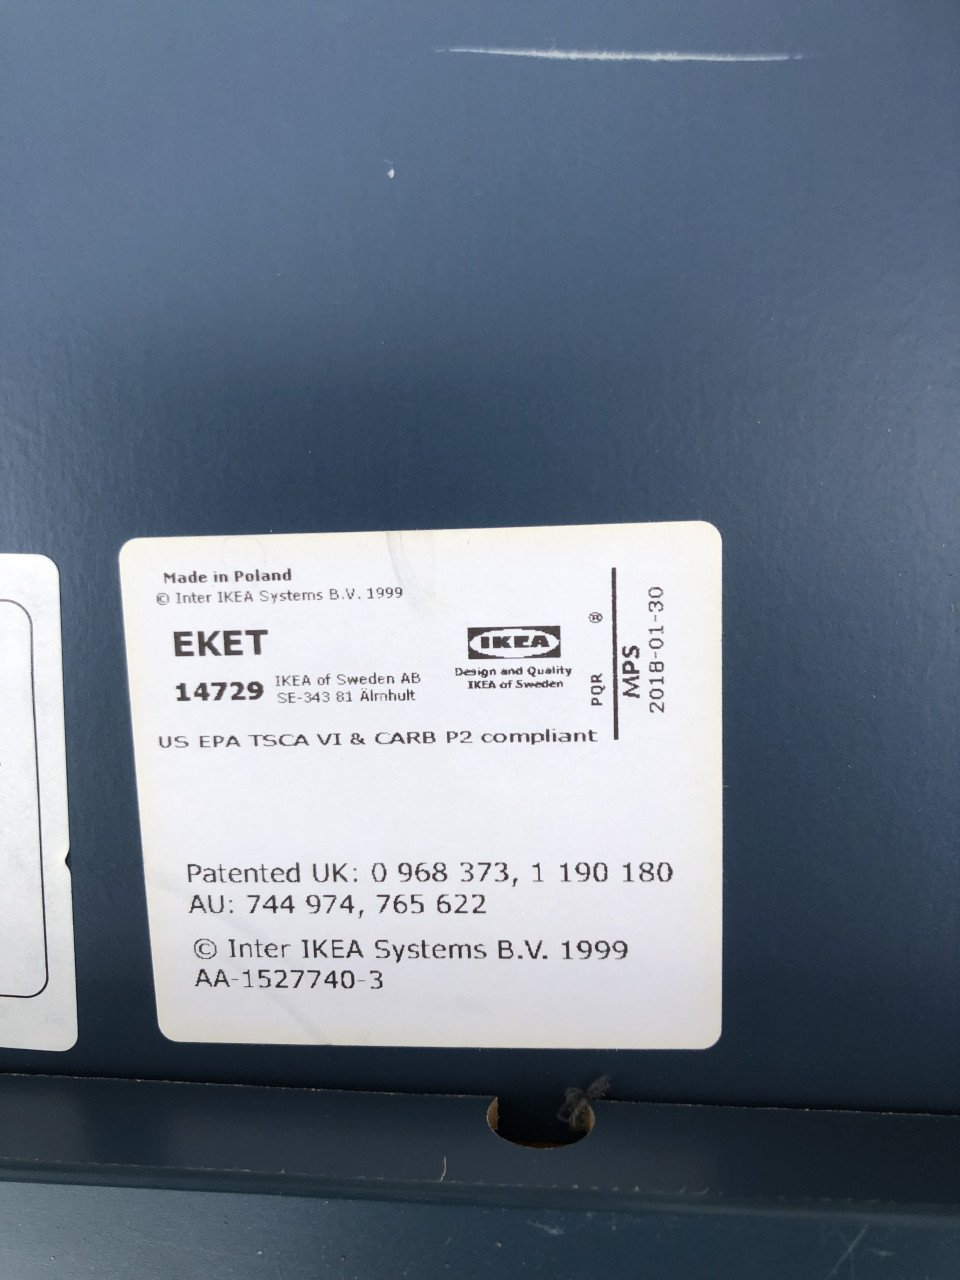 Made in Poland
© Inter IKEA Systems B.V. 1999
EKET
14729
IKEA of Sweden AB
SE-343 81 Älmhult
IKEA
®
Design and Quality
IKEA of Sweden
PQR
MPS
2018-01-30
US EPA TSCA VI & CARB P2 compliant
Patented UK: 0 968 373, 1 190 180
AU: 744 974, 765 622
© Inter IKEA Systems B.V. 1999
AA-1527740-3